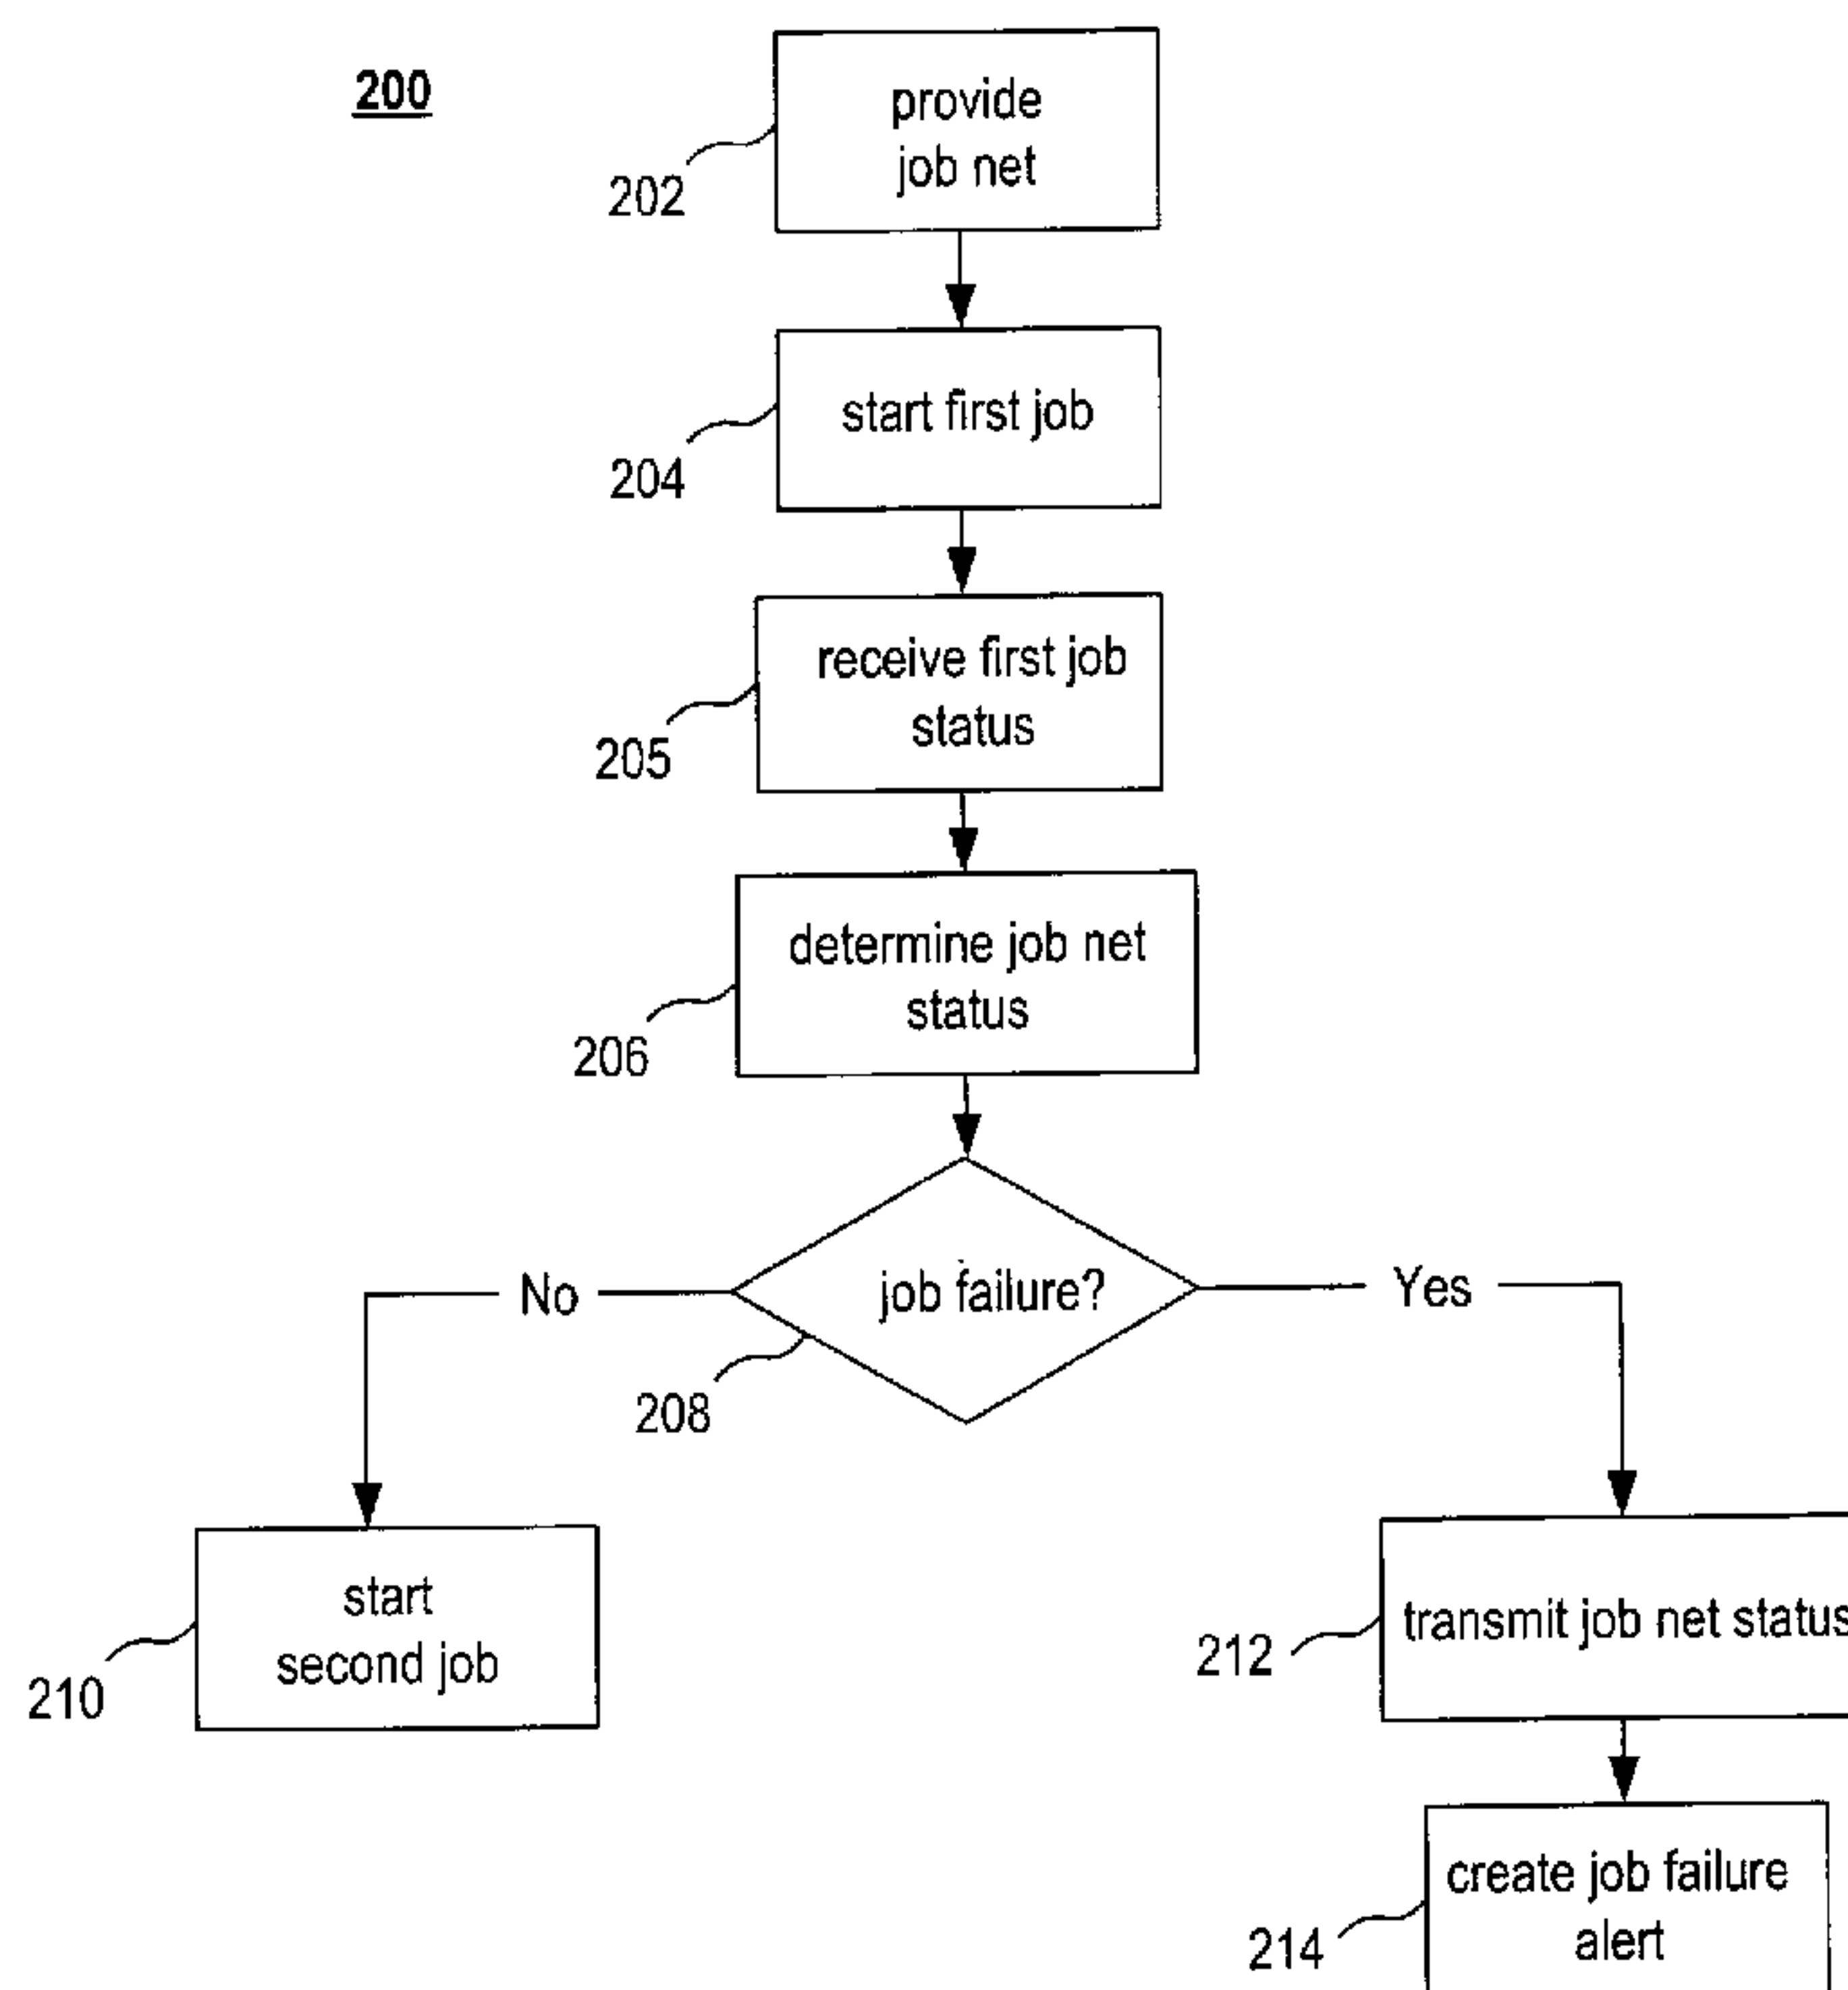 200
provide
job net
202
start first job
204
receive first job
status
205
determine job net
status
206
job failure?
No
Yes
208
start
second job
210
transmit job net status
212
create job failure
alert
214